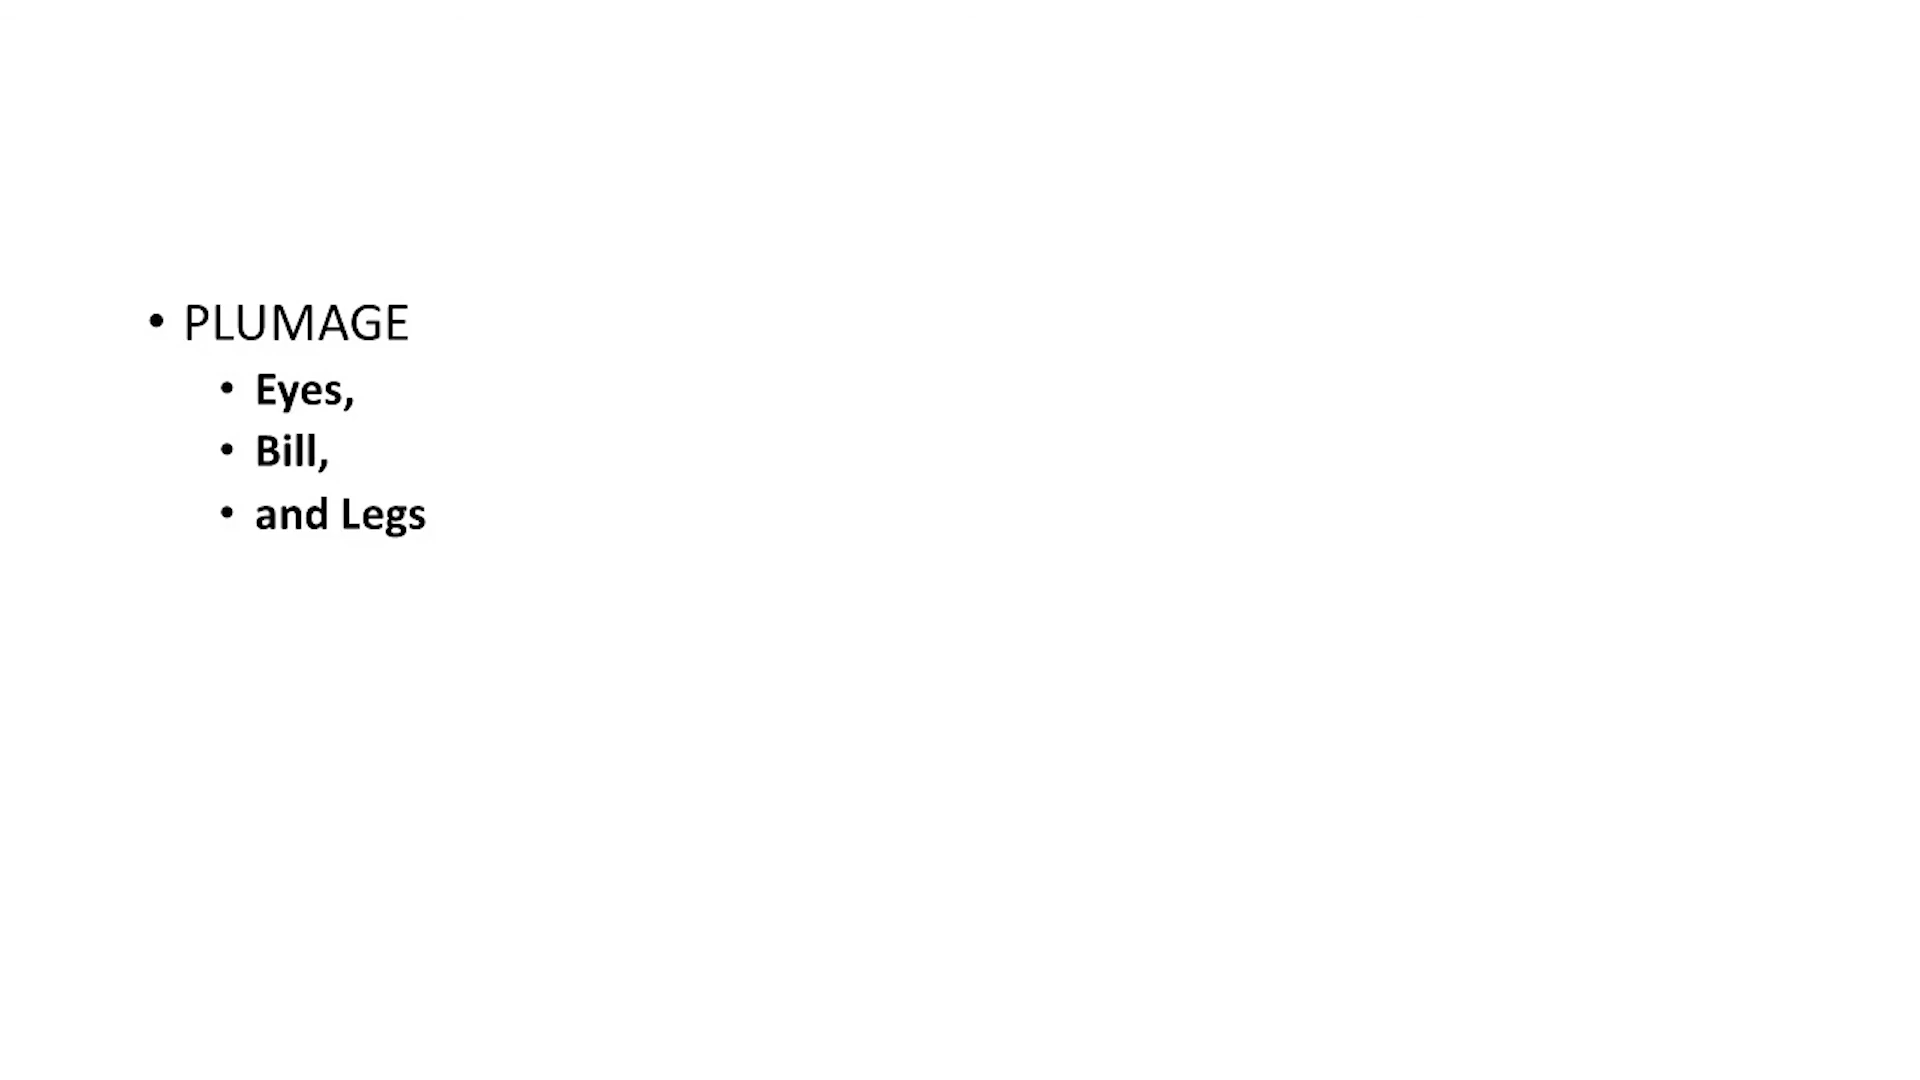 • PLUMAGE
• Eyes,
• Bill,
• and Legs